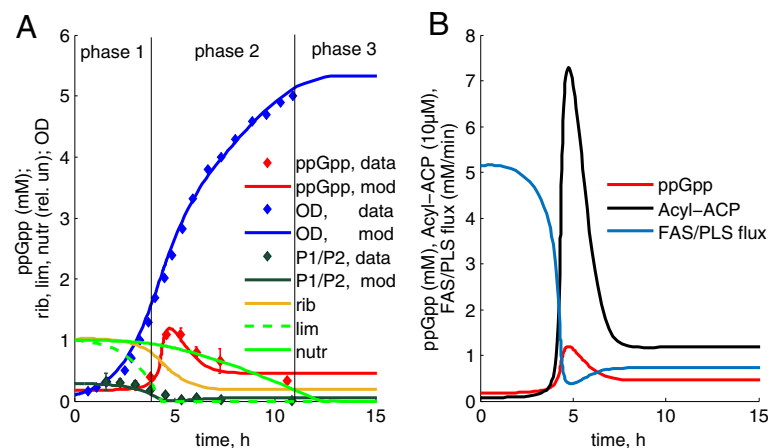 A
phase 1
phase 2
phase 3
ppGpp (mM);
rib, lim, nutr (rel. un); OD
6
5
4
3
2
1
0
0
5
10
15
time, h
ppGpp, data
ppGpp, mod
OD, data
OD, mod
P1/P2, data
P1/P2, mod
rib
lim
nutr
B
ppGpp (mM), Acyl–ACP (10μM),
FAS/PLS flux (mM/min)
8
7
6
5
4
3
2
1
0
0
5
10
15
time, h
ppGpp
Acyl–ACP
FAS/PLS flux